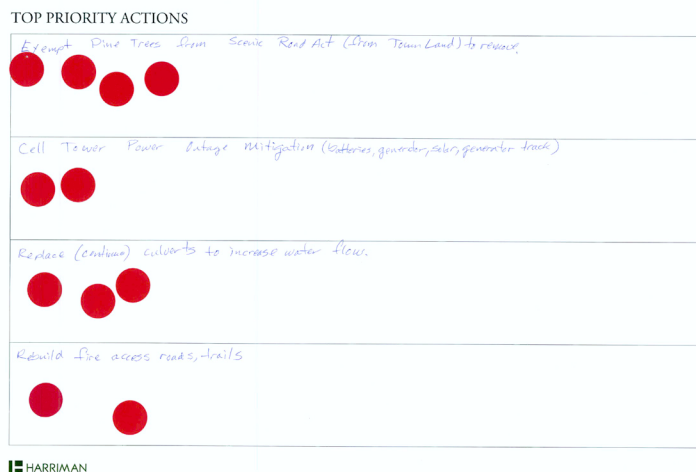 TOP PRIORITY ACTIONS
Exempt Pine Trees from Scenic Road Act (from Town Land) to remove.
Cell Tower Power Outage Mitigation (batteries, generator, solar, generator track)
Replace (continue) culverts to increase water flow.
Rebuild fire access roads, trails
HARRIMAN